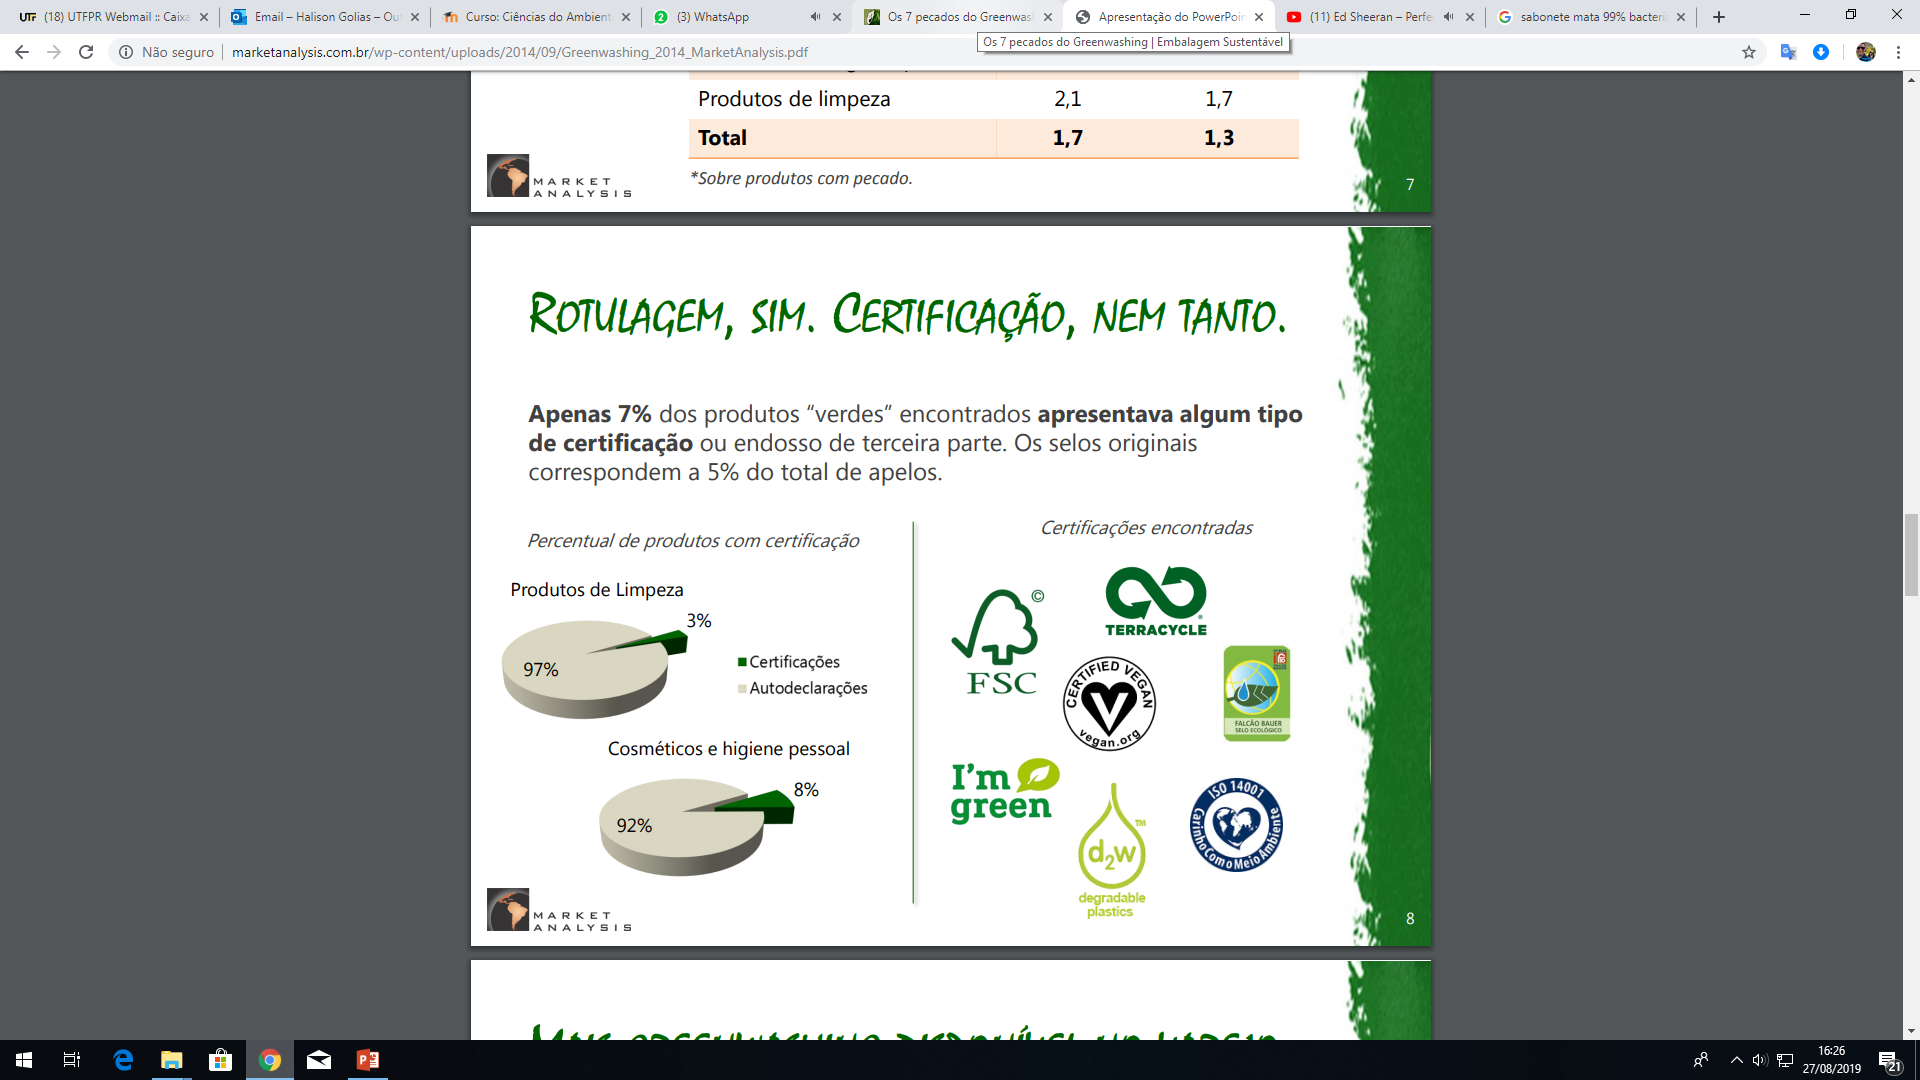 (18) UTFPR Webmail :: Caixa
Email – Halison Golias – Ou
Curso: Ciências do Ambient
(3) WhatsApp
Os 7 pecados do Greenwas
Apresentação do PowerPoin
(11) Ed Sheeran – Perfe
sabonete mata 99% bacteria
Não seguro
marketanalysis.com.br/wp-content/uploads/2014/09/Greenwashing_2014_MarketAnalysis.pdf
Os 7 pecados do Greenwashing | Embalagem Sustentável
Produtos de limpeza 2,1 1,7
Total 1,7 1,3
*Sobre produtos com pecado.
MARKET
ANALYSIS
7
ROTULAGEM, SIM. CERTIFICAÇÃO, NEM TANTO.
Apenas 7% dos produtos “verdes” encontrados apresentava algum tipo
de certificação ou endosso de terceira parte. Os selos originais
correspondem a 5% do total de apelos.
Percentual de produtos com certificação
Produtos de Limpeza
3%
97%
Certificações
Autodeclarações
Cosméticos e higiene pessoal
8%
92%
Certificações encontradas
©
FSC
TERRACYCLE
CERTIFIED VEGAN
vegan.org
FALCÃO BAUER
SELO ECOLÓGICO
I'm
green
d2w
TM
degradable
plastics
ISO 14001
Carinho Com o Meio Ambiente
MARKET
ANALYSIS
8
16:26
27/08/2019
21